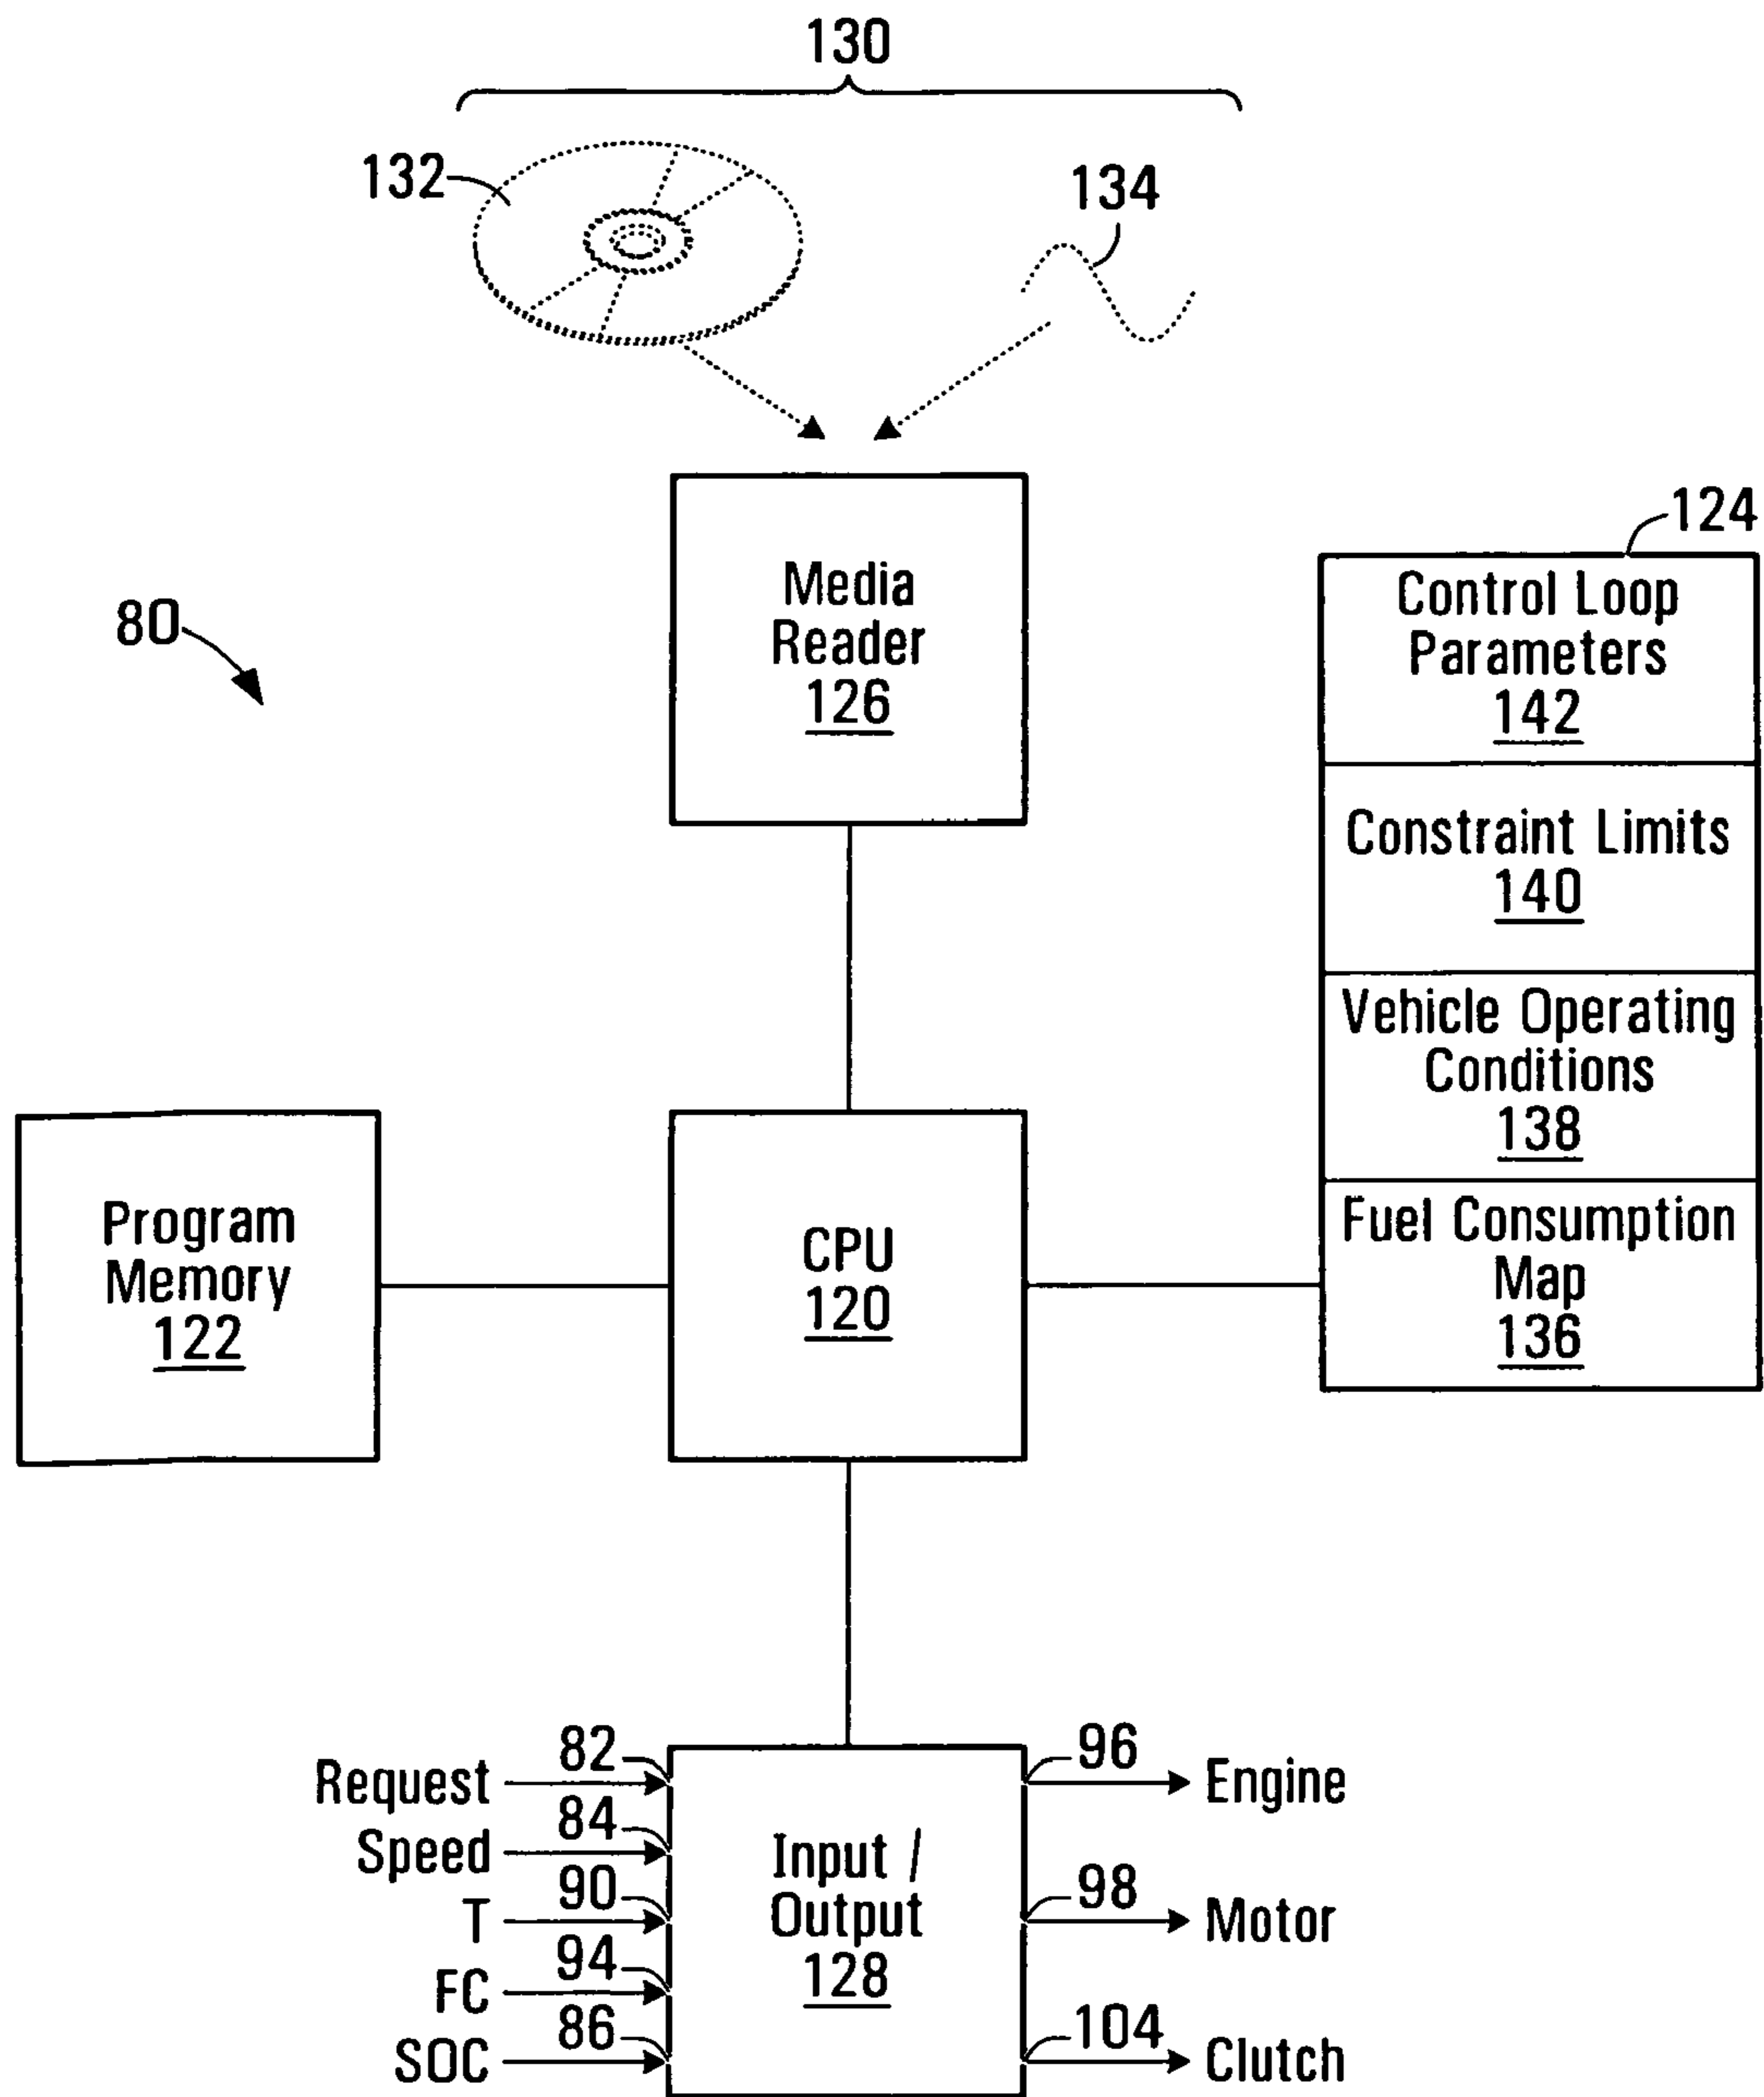 130
132
134
80
Media
Reader
126
124
Control Loop
Parameters
142
Constraint Limits
140
Vehicle Operating
Conditions
138
Fuel Consumption
Map
136
Program
Memory
122
CPU
120
Request
82
Speed
84
T
90
FC
94
SOC
86
Input /
Output
128
96
Engine
98
Motor
104
Clutch